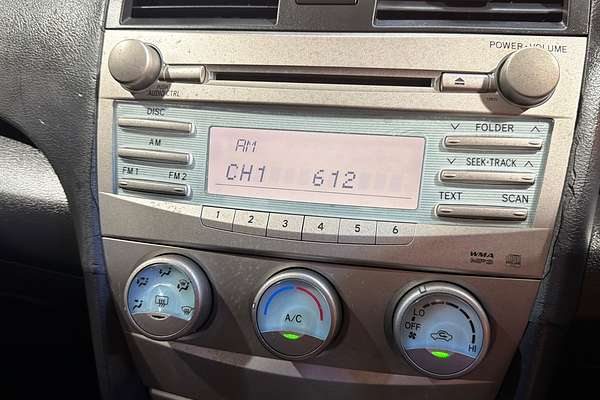 POWER•VOLUME
PUSH
AUDIO CTRL
DISC
AM
FM 1 FM 2
AM
CH1 612
FOLDER
SEEK•TRACK
TEXT SCAN
1 2 3 4 5 6
WMA
MP3
A/C
LO
OFF
HI